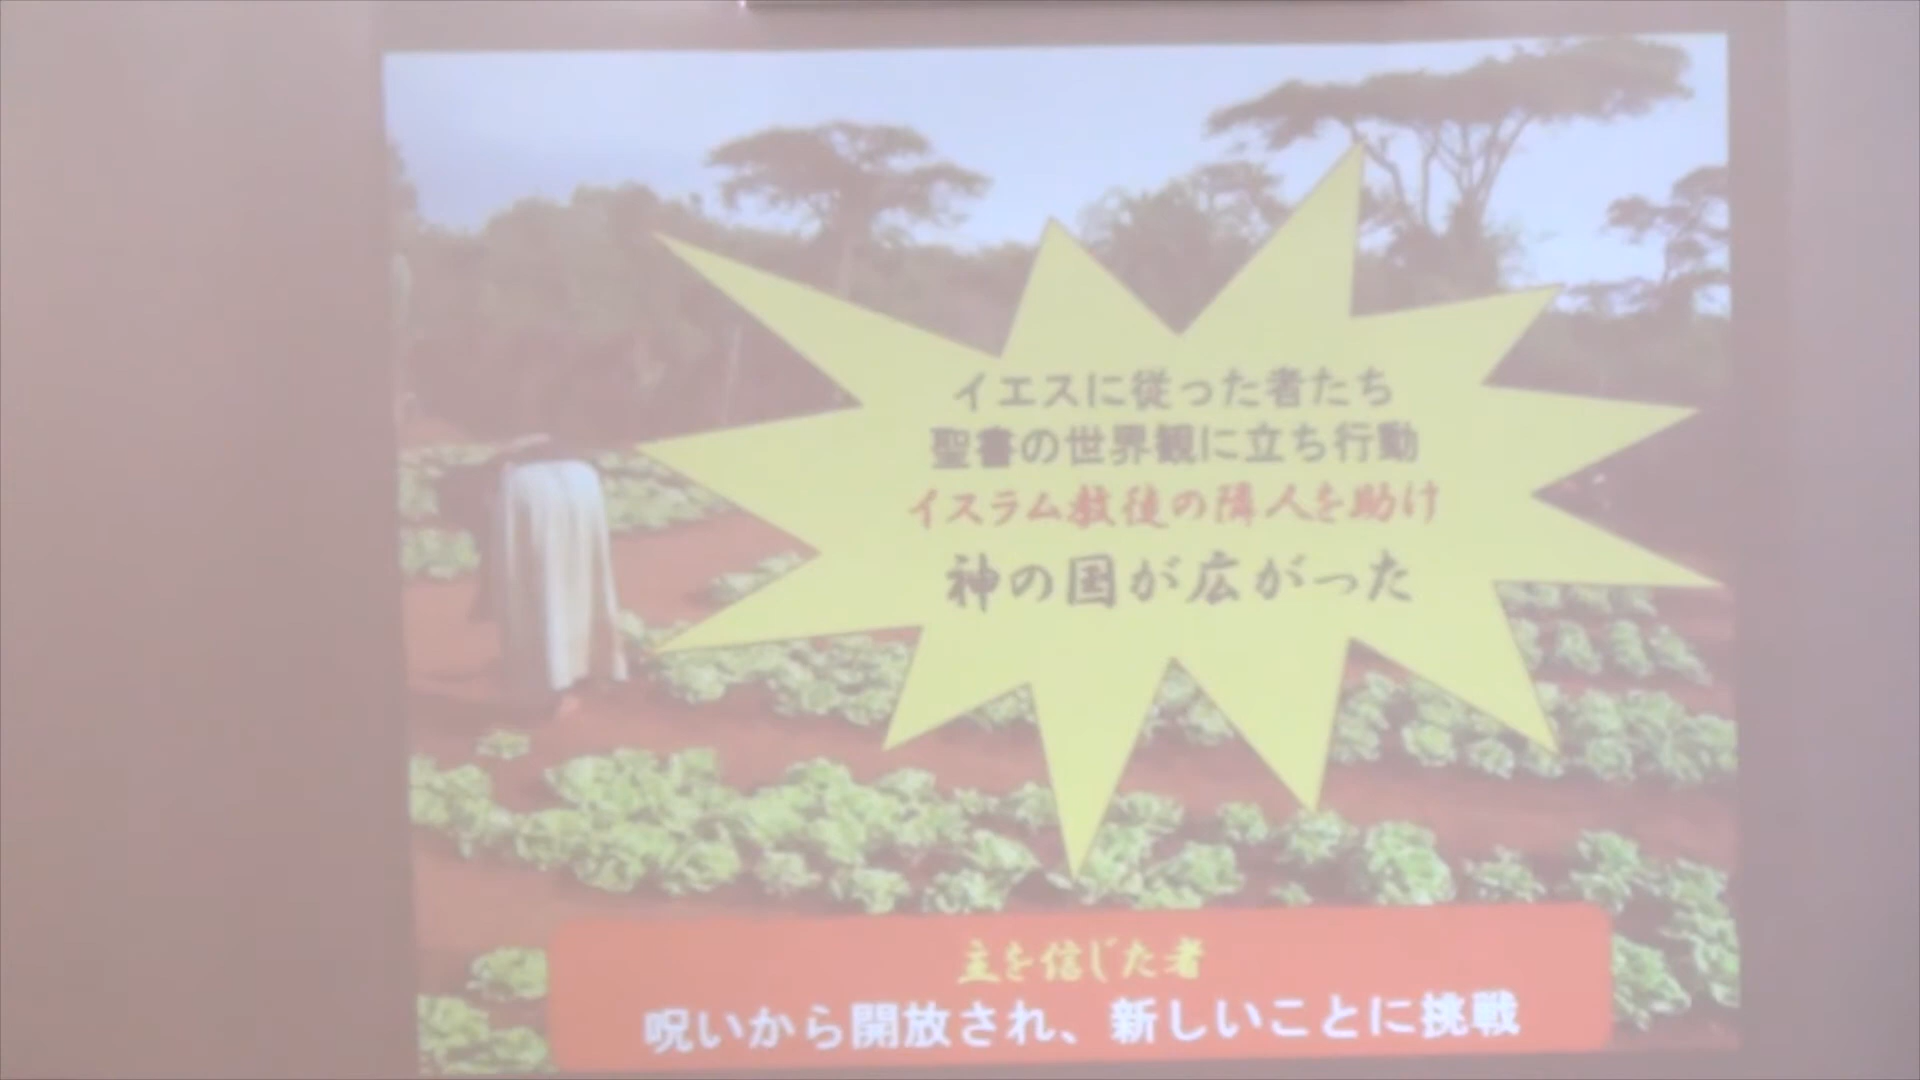 イエスに従った者たち
聖書の世界観に立ち行動
イスラム教後の隣人を助け
神の国が広がった
主を信じた者
呪いから開放され、新しいことに挑戦